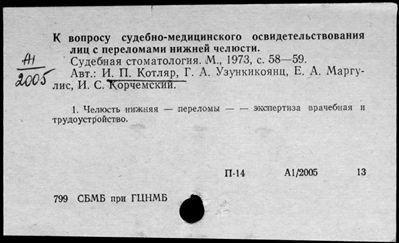 К вопросу судебно-медицинского освидетельствования
лиц с переломами нижней челюсти.
А1
2005
Судебная стоматология. М., 1973, с. 58—59.
Авт.: И. П. Котляр, Г. А. Узункикоянц, Е. А. Маргу-
лис, И. С. Корчемский.
1. Челюсть нижняя — переломы — — экспертиза врачебная и
трудоустройство.
П-14 А1/2005 13
799 СБМБ при ГЦНМБ